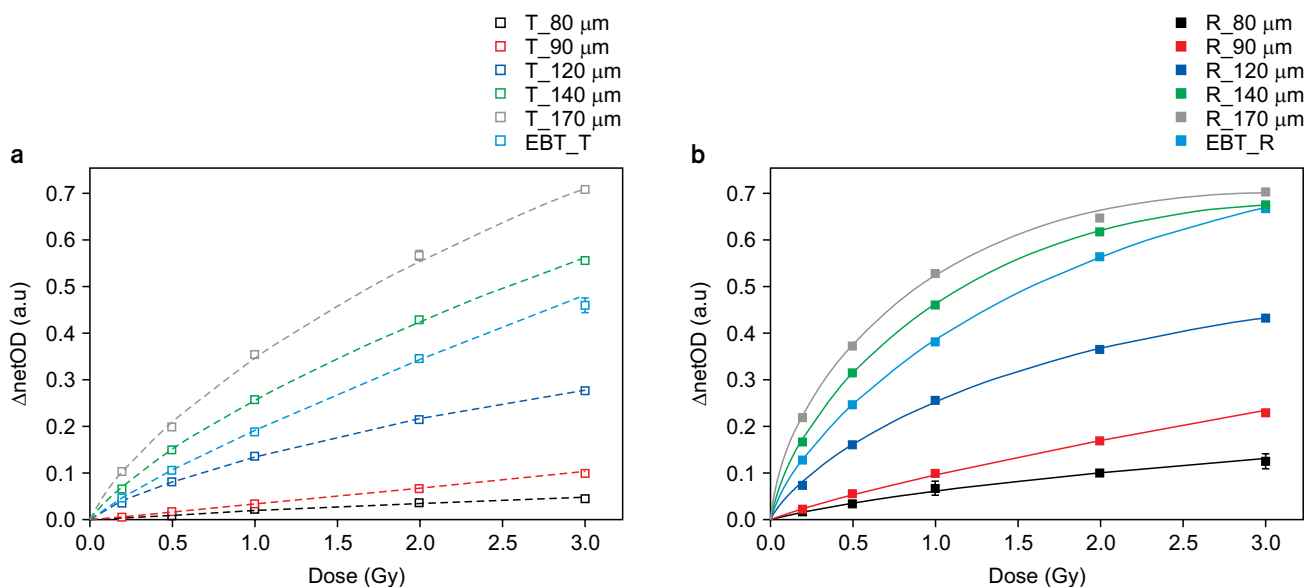 T_80 μm
T_90 μm
T_120 μm
T_140 μm
T_170 μm
EBT_T
a
0.7
0.6
0.5
0.4
0.3
0.2
0.1
0.0
ΔnetOD (a.u)
0.0 0.5 1.0 1.5 2.0 2.5 3.0
Dose (Gy)
R_80 μm
R_90 μm
R_120 μm
R_140 μm
R_170 μm
EBT_R
b
0.7
0.6
0.5
0.4
0.3
0.2
0.1
0.0
ΔnetOD (a.u)
0.0 0.5 1.0 1.5 2.0 2.5 3.0
Dose (Gy)